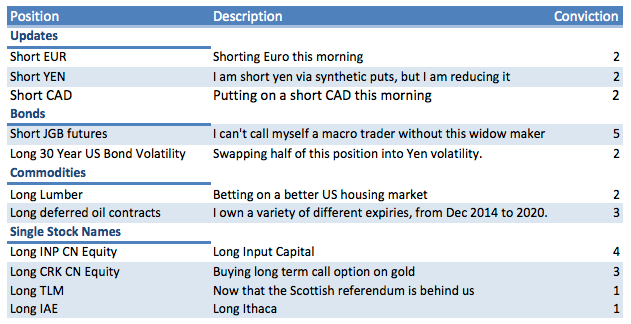 Position Description Conviction
Updates
Short EUR Shorting Euro this morning 2
Short YEN I am short yen via synthetic puts, but I am reducing it 2
Short CAD Putting on a short CAD this morning 2
Bonds
Short JGB futures I can't call myself a macro trader without this widow maker 5
Long 30 Year US Bond Volatility Swapping half of this position into Yen volatility. 2
Commodities
Long Lumber Betting on a better US housing market 2
Long deferred oil contracts I own a variety of different expiries, from Dec 2014 to 2020. 3
Single Stock Names
Long INP CN Equity Long Input Capital 4
Long CRK CN Equity Buying long term call option on gold 3
Long TLM Now that the Scottish referendum is behind us 1
Long IAE Long Ithaca 1